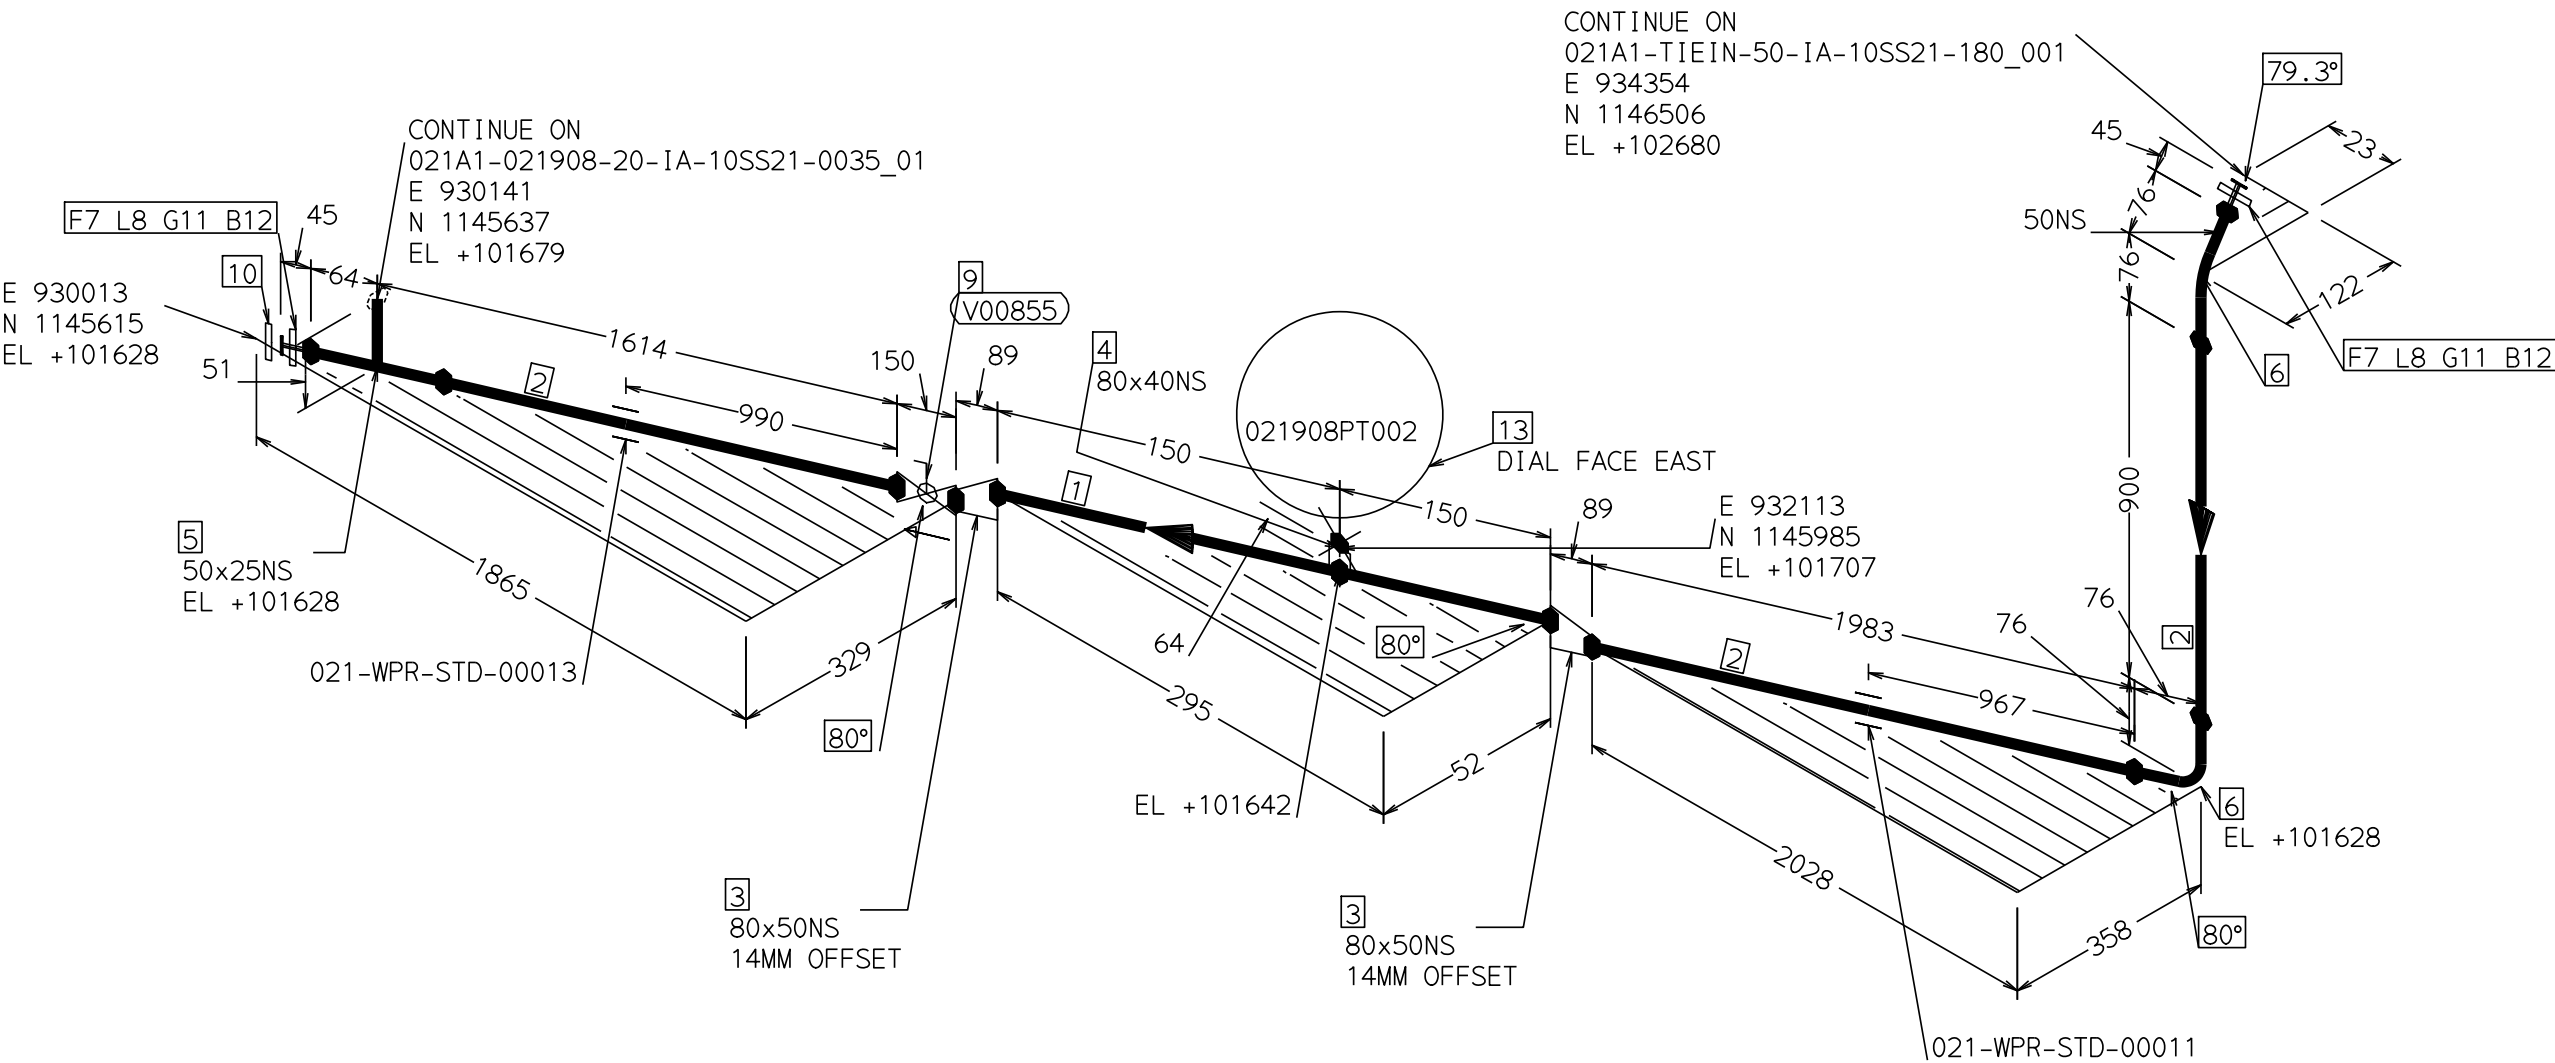 CONTINUE ON
021A1-TIEIN-50-IA-10SS21-180_001
E 934354
N 1146506
EL +102680
79.3°
45
23
76
50NS
76
122
F7 L8 G11 B12
6
900
CONTINUE ON
021A1-021908-20-IA-10SS21-0035_01
E 930141
N 1145637
EL +101679
F7 L8 G11 B12
45
10
64
E 930013
N 1145615
EL +101628
51
1614
2
990
9
V00855
150
89
4
80x40NS
150
021908PT002
13
DIAL FACE EAST
1
150
89
E 932113
N 1145985
EL +101707
5
50x25NS
EL +101628
1865
021-WPR-STD-00013
329
80°
64
80°
295
52
EL +101642
1983
76
76
2
2
967
6
EL +101628
2028
358
80°
3
80x50NS
14MM OFFSET
3
80x50NS
14MM OFFSET
021-WPR-STD-00011